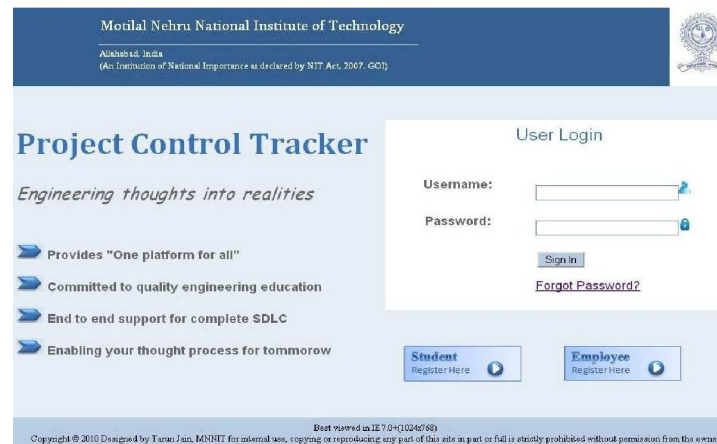 Motilal Nehru National Institute of Technology
Allahabad, India
(An Institution of National Importance as declared by NIT Act, 2007, GOI)
Project Control Tracker
Engineering thoughts into realities
Provides "One platform for all"
Committed to quality engineering education
End to end support for complete SDLC
Enabling your thought process for tommorow
User Login
Username:
Password:
Sign In
Forgot Password?
Student
Register Here
Employee
Register Here
Best viewed in IE 7.0+(1024x768)
Copyright © 2010 Designed by Tarun Jain, MNNIT for internal use, copying or reproducing any part of this site in part or full is strictly prohibited without permission from the owne